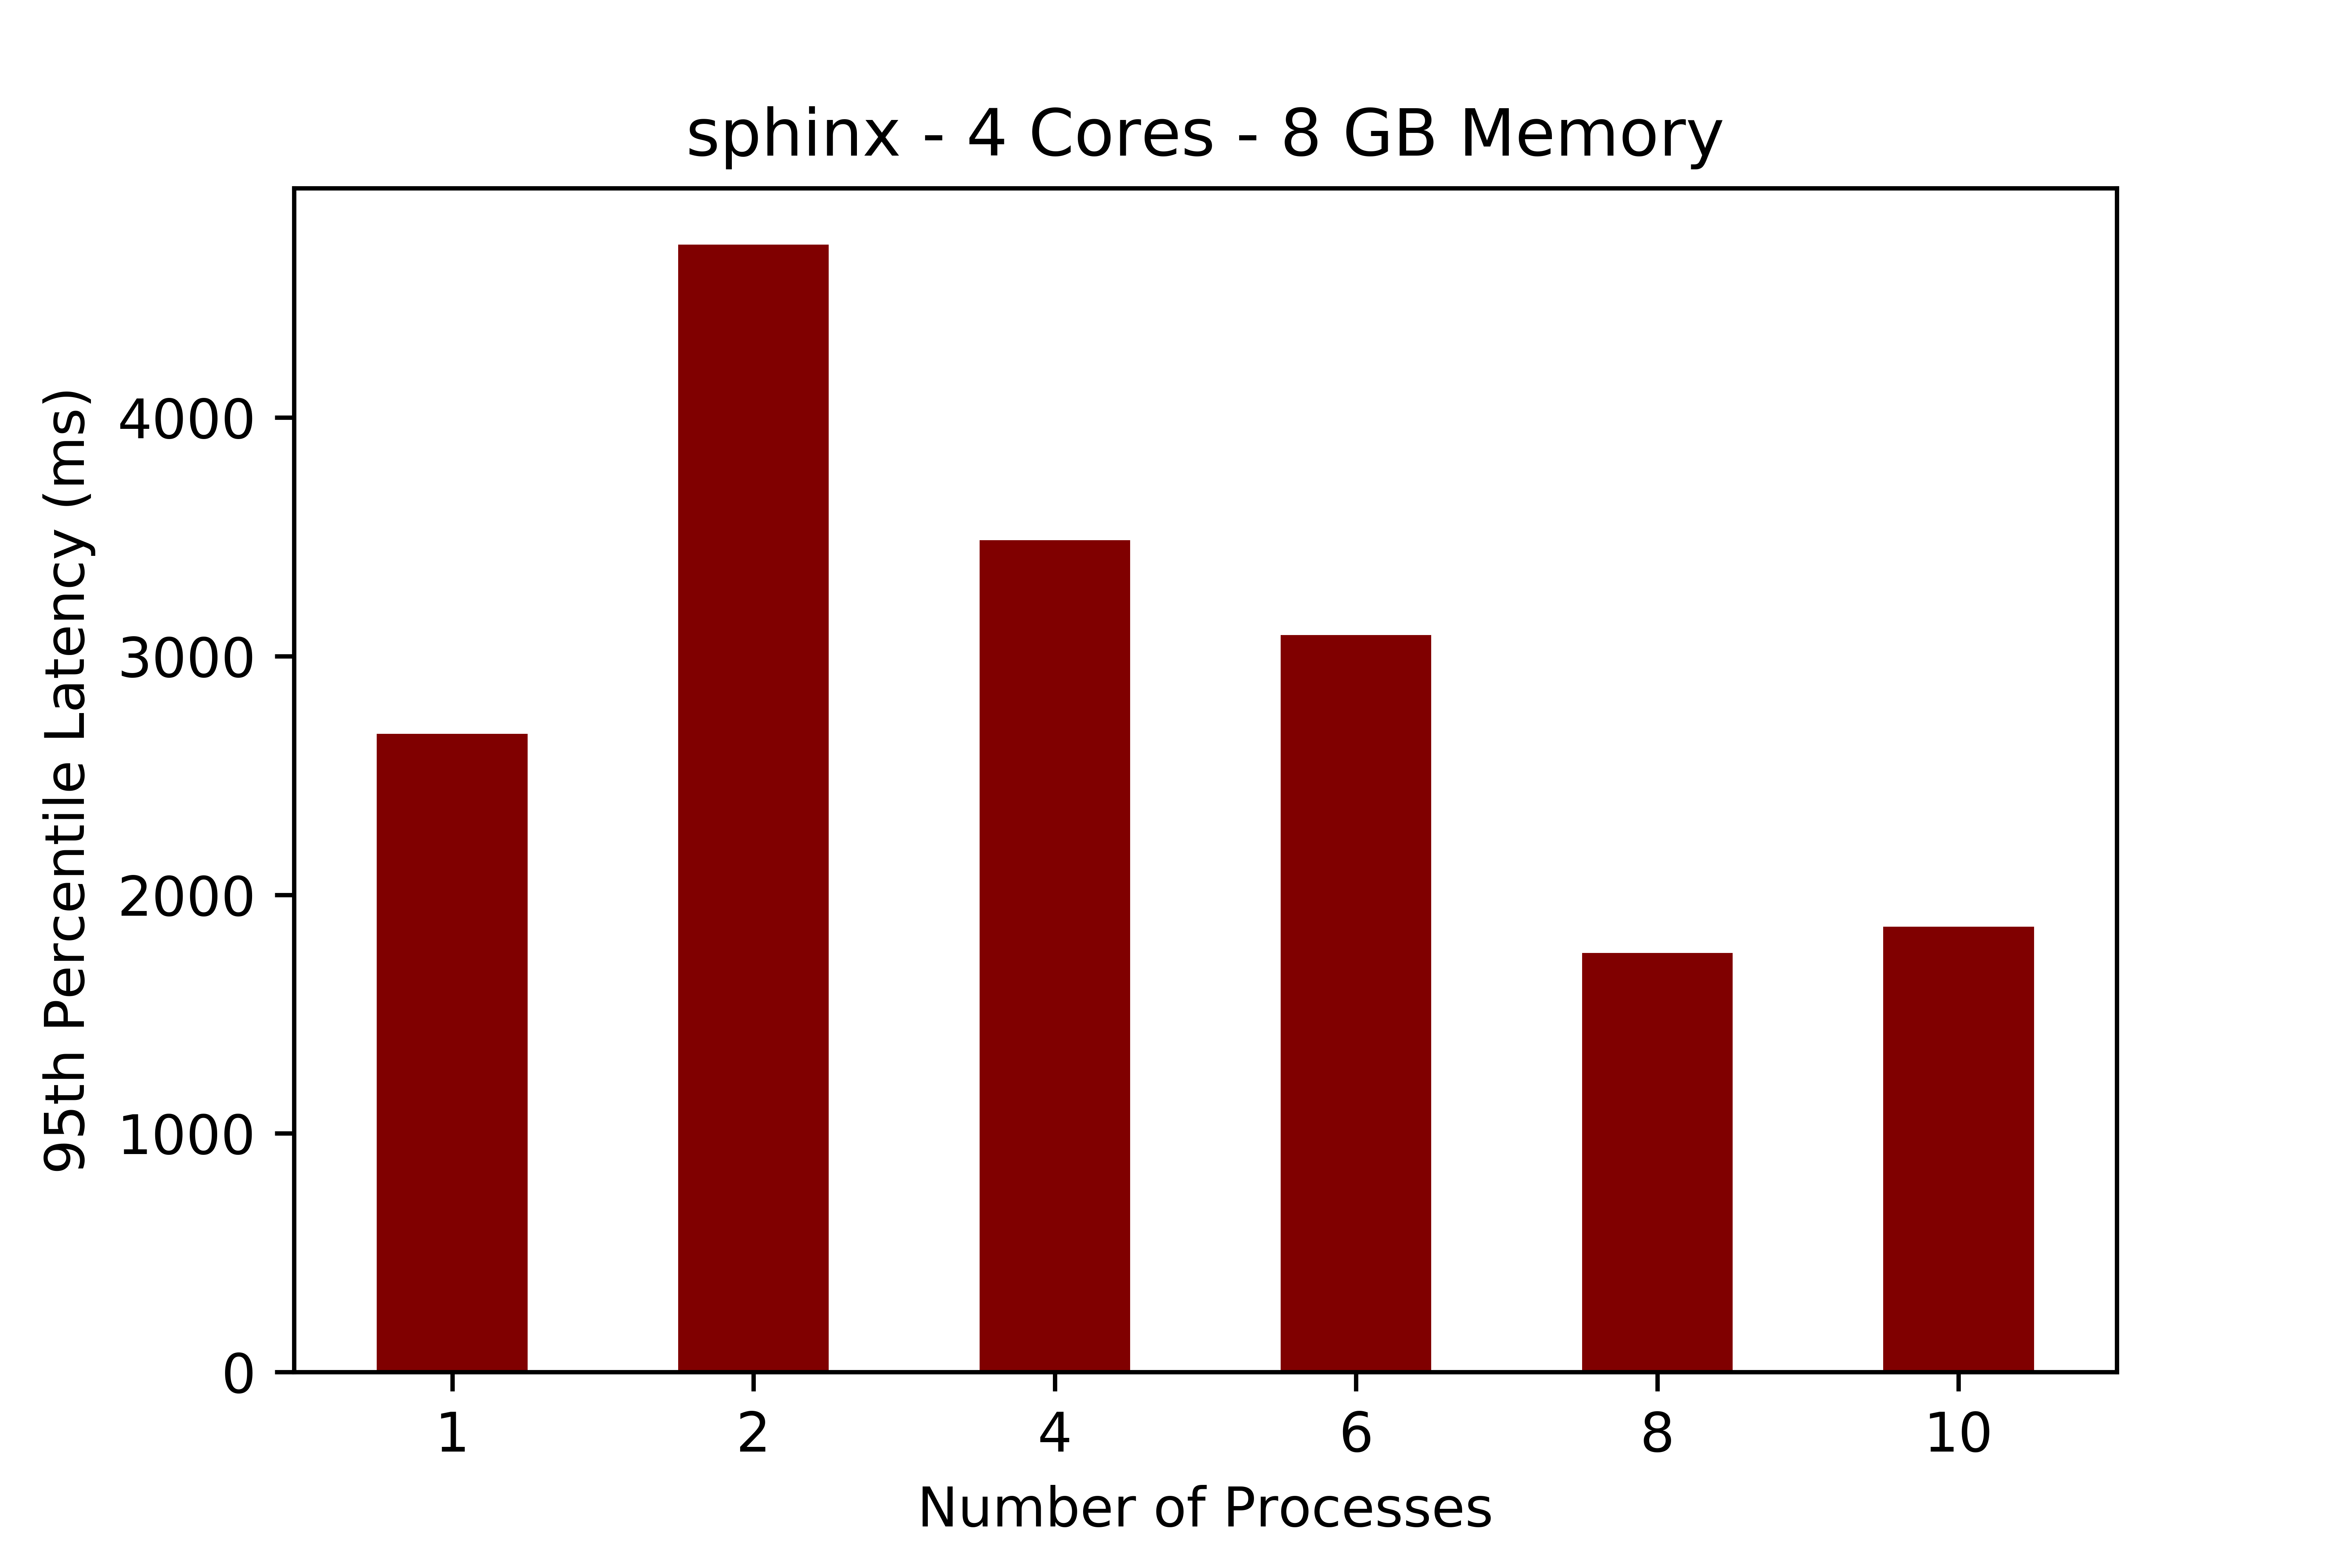 sphinx - 4 Cores - 8 GB Memory
95th Percentile Latency (ms)
4000
3000
2000
1000
0
1 2 4 6 8 10
Number of Processes